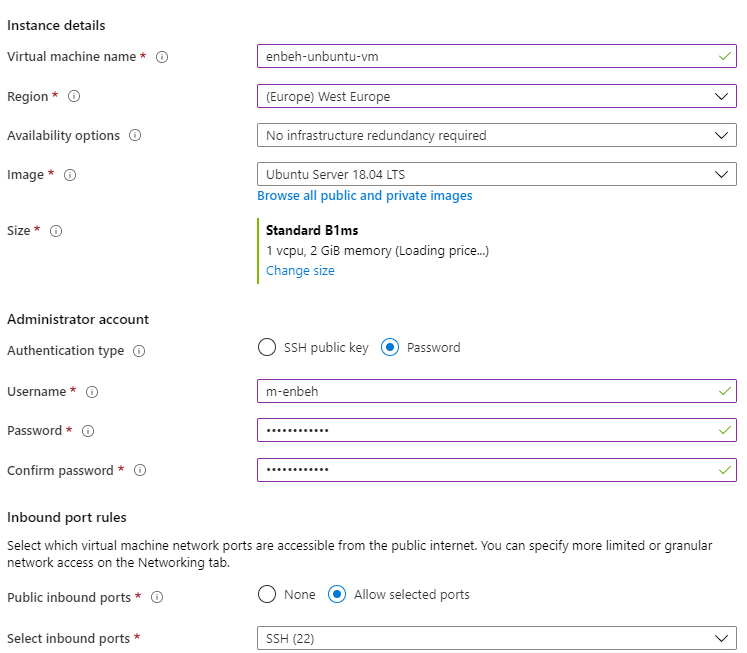 Instance details
Virtual machine name *
enbeh-unbuntu-vm
Region *
(Europe) West Europe
Availability options
No infrastructure redundancy required
Image *
Ubuntu Server 18.04 LTS
Browse all public and private images
Size *
Standard B1ms
1 vcpu, 2 GiB memory (Loading price...)
Change size
Administrator account
Authentication type
SSH public key Password
Username *
m-enbeh
Password *
••••••••••••
Confirm password *
••••••••••••
Inbound port rules
Select which virtual machine network ports are accessible from the public internet. You can specify more limited or granular
network access on the Networking tab.
Public inbound ports *
None Allow selected ports
Select inbound ports *
SSH (22)